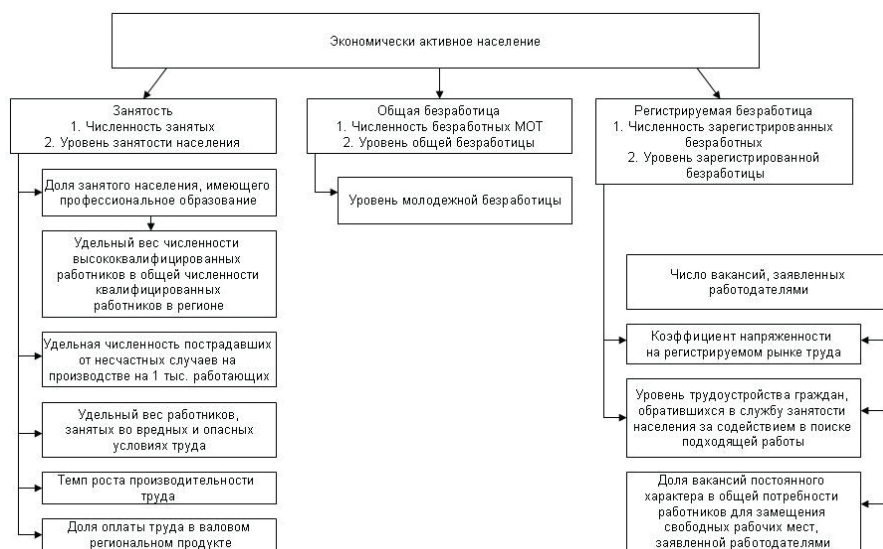 Экономически активное население
Занятость
1. Численность занятых
2. Уровень занятости населения
Доля занятого населения, имеющего
профессиональное образование
Удельный вес численности
высококвалифицированных
работников в общей численности
квалифицированных
работников в регионе
Удельная численность пострадавших
от несчастных случаев на
производстве на 1 тыс. работающих
Удельный вес работников,
занятых во вредных и опасных
условиях труда
Темп роста производительности
труда
Доля оплаты труда в валовом
региональном продукте
Общая безработица
1. Численность безработных МОТ
2. Уровень общей безработицы
Уровень молодежной безработицы
Регистрируемая безработица
1. Численность зарегистрированных
безработных
2. Уровень зарегистрированной
безработицы
Число вакансий, заявленных
работодателями
Коэффициент напряженности
на регистрируемом рынке труда
Уровень трудоустройства граждан,
обратившихся в службу занятости
населения за содействием в поиске
подходящей работы
Доля вакансий постоянного
характера в общей потребности
работников для замещения
свободных рабочих мест,
заявленной работодателями